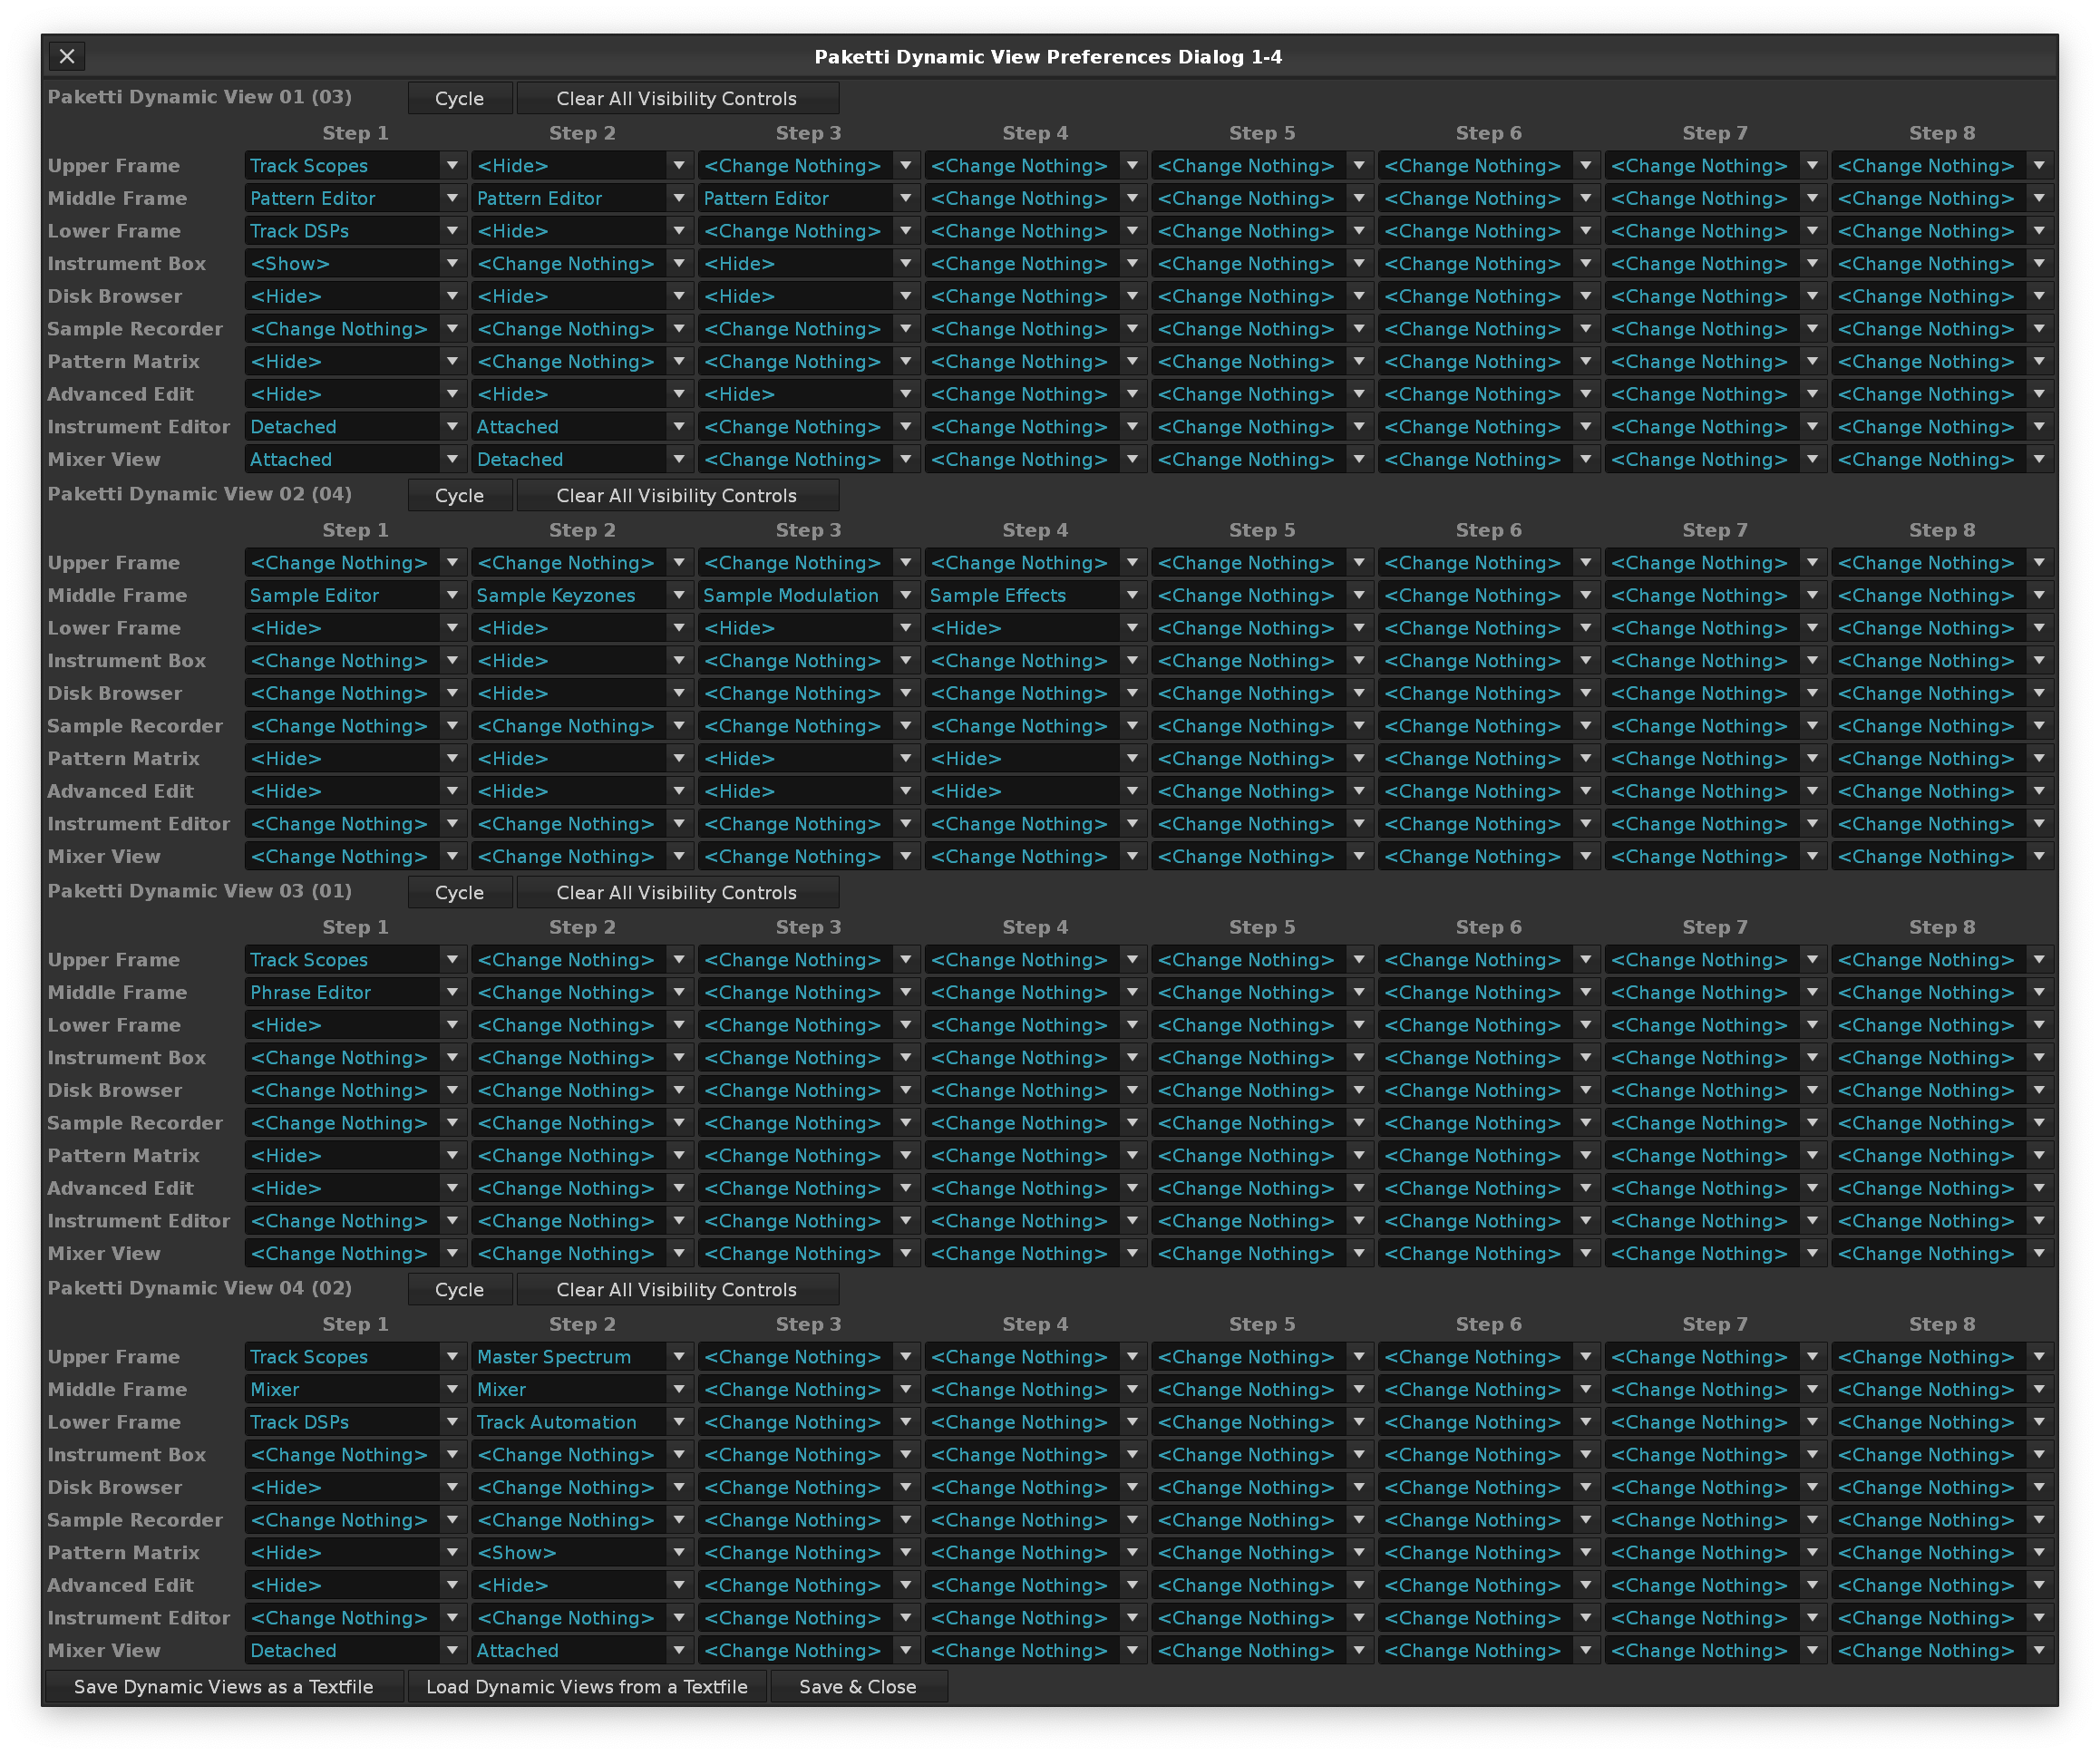 Paketti Dynamic View Preferences Dialog 1-4
Paketti Dynamic View 01 (03) Cycle Clear All Visibility Controls
Step 1 Step 2 Step 3 Step 4 Step 5 Step 6 Step 7 Step 8
Upper Frame Track Scopes <Hide> <Change Nothing> <Change Nothing> <Change Nothing> <Change Nothing> <Change Nothing> <Change Nothing>
Middle Frame Pattern Editor Pattern Editor Pattern Editor <Change Nothing> <Change Nothing> <Change Nothing> <Change Nothing> <Change Nothing>
Lower Frame Track DSPs <Hide> <Change Nothing> <Change Nothing> <Change Nothing> <Change Nothing> <Change Nothing> <Change Nothing>
Instrument Box <Show> <Change Nothing> <Hide> <Change Nothing> <Change Nothing> <Change Nothing> <Change Nothing> <Change Nothing>
Disk Browser <Hide> <Hide> <Hide> <Change Nothing> <Change Nothing> <Change Nothing> <Change Nothing> <Change Nothing>
Sample Recorder <Change Nothing> <Change Nothing> <Change Nothing> <Change Nothing> <Change Nothing> <Change Nothing> <Change Nothing> <Change Nothing>
Pattern Matrix <Hide> <Change Nothing> <Change Nothing> <Change Nothing> <Change Nothing> <Change Nothing> <Change Nothing> <Change Nothing>
Advanced Edit <Hide> <Hide> <Hide> <Change Nothing> <Change Nothing> <Change Nothing> <Change Nothing> <Change Nothing>
Instrument Editor Detached Attached <Change Nothing> <Change Nothing> <Change Nothing> <Change Nothing> <Change Nothing> <Change Nothing>
Mixer View Attached Detached <Change Nothing> <Change Nothing> <Change Nothing> <Change Nothing> <Change Nothing> <Change Nothing>
Paketti Dynamic View 02 (04) Cycle Clear All Visibility Controls
Step 1 Step 2 Step 3 Step 4 Step 5 Step 6 Step 7 Step 8
Upper Frame <Change Nothing> <Change Nothing> <Change Nothing> <Change Nothing> <Change Nothing> <Change Nothing> <Change Nothing> <Change Nothing>
Middle Frame Sample Editor Sample Keyzones Sample Modulation Sample Effects <Change Nothing> <Change Nothing> <Change Nothing> <Change Nothing>
Lower Frame <Hide> <Hide> <Hide> <Hide> <Change Nothing> <Change Nothing> <Change Nothing> <Change Nothing>
Instrument Box <Change Nothing> <Hide> <Change Nothing> <Change Nothing> <Change Nothing> <Change Nothing> <Change Nothing> <Change Nothing>
Disk Browser <Change Nothing> <Hide> <Change Nothing> <Change Nothing> <Change Nothing> <Change Nothing> <Change Nothing> <Change Nothing>
Sample Recorder <Change Nothing> <Change Nothing> <Change Nothing> <Change Nothing> <Change Nothing> <Change Nothing> <Change Nothing> <Change Nothing>
Pattern Matrix <Hide> <Hide> <Hide> <Hide> <Change Nothing> <Change Nothing> <Change Nothing> <Change Nothing>
Advanced Edit <Hide> <Hide> <Hide> <Hide> <Change Nothing> <Change Nothing> <Change Nothing> <Change Nothing>
Instrument Editor <Change Nothing> <Change Nothing> <Change Nothing> <Change Nothing> <Change Nothing> <Change Nothing> <Change Nothing> <Change Nothing>
Mixer View <Change Nothing> <Change Nothing> <Change Nothing> <Change Nothing> <Change Nothing> <Change Nothing> <Change Nothing> <Change Nothing>
Paketti Dynamic View 03 (01) Cycle Clear All Visibility Controls
Step 1 Step 2 Step 3 Step 4 Step 5 Step 6 Step 7 Step 8
Upper Frame Track Scopes <Change Nothing> <Change Nothing> <Change Nothing> <Change Nothing> <Change Nothing> <Change Nothing> <Change Nothing>
Middle Frame Phrase Editor <Change Nothing> <Change Nothing> <Change Nothing> <Change Nothing> <Change Nothing> <Change Nothing> <Change Nothing>
Lower Frame <Hide> <Change Nothing> <Change Nothing> <Change Nothing> <Change Nothing> <Change Nothing> <Change Nothing> <Change Nothing>
Instrument Box <Change Nothing> <Change Nothing> <Change Nothing> <Change Nothing> <Change Nothing> <Change Nothing> <Change Nothing> <Change Nothing>
Disk Browser <Change Nothing> <Change Nothing> <Change Nothing> <Change Nothing> <Change Nothing> <Change Nothing> <Change Nothing> <Change Nothing>
Sample Recorder <Change Nothing> <Change Nothing> <Change Nothing> <Change Nothing> <Change Nothing> <Change Nothing> <Change Nothing> <Change Nothing>
Pattern Matrix <Hide> <Change Nothing> <Change Nothing> <Change Nothing> <Change Nothing> <Change Nothing> <Change Nothing> <Change Nothing>
Advanced Edit <Hide> <Change Nothing> <Change Nothing> <Change Nothing> <Change Nothing> <Change Nothing> <Change Nothing> <Change Nothing>
Instrument Editor <Change Nothing> <Change Nothing> <Change Nothing> <Change Nothing> <Change Nothing> <Change Nothing> <Change Nothing> <Change Nothing>
Mixer View <Change Nothing> <Change Nothing> <Change Nothing> <Change Nothing> <Change Nothing> <Change Nothing> <Change Nothing> <Change Nothing>
Paketti Dynamic View 04 (02) Cycle Clear All Visibility Controls
Step 1 Step 2 Step 3 Step 4 Step 5 Step 6 Step 7 Step 8
Upper Frame Track Scopes Master Spectrum <Change Nothing> <Change Nothing> <Change Nothing> <Change Nothing> <Change Nothing> <Change Nothing>
Middle Frame Mixer Mixer <Change Nothing> <Change Nothing> <Change Nothing> <Change Nothing> <Change Nothing> <Change Nothing>
Lower Frame Track DSPs Track Automation <Change Nothing> <Change Nothing> <Change Nothing> <Change Nothing> <Change Nothing> <Change Nothing>
Instrument Box <Change Nothing> <Change Nothing> <Change Nothing> <Change Nothing> <Change Nothing> <Change Nothing> <Change Nothing> <Change Nothing>
Disk Browser <Hide> <Change Nothing> <Change Nothing> <Change Nothing> <Change Nothing> <Change Nothing> <Change Nothing> <Change Nothing>
Sample Recorder <Change Nothing> <Change Nothing> <Change Nothing> <Change Nothing> <Change Nothing> <Change Nothing> <Change Nothing> <Change Nothing>
Pattern Matrix <Hide> <Show> <Change Nothing> <Change Nothing> <Change Nothing> <Change Nothing> <Change Nothing> <Change Nothing>
Advanced Edit <Hide> <Hide> <Change Nothing> <Change Nothing> <Change Nothing> <Change Nothing> <Change Nothing> <Change Nothing>
Instrument Editor <Change Nothing> <Change Nothing> <Change Nothing> <Change Nothing> <Change Nothing> <Change Nothing> <Change Nothing> <Change Nothing>
Mixer View Detached Attached <Change Nothing> <Change Nothing> <Change Nothing> <Change Nothing> <Change Nothing> <Change Nothing>
Save Dynamic Views as a Textfile Load Dynamic Views from a Textfile Save & Close